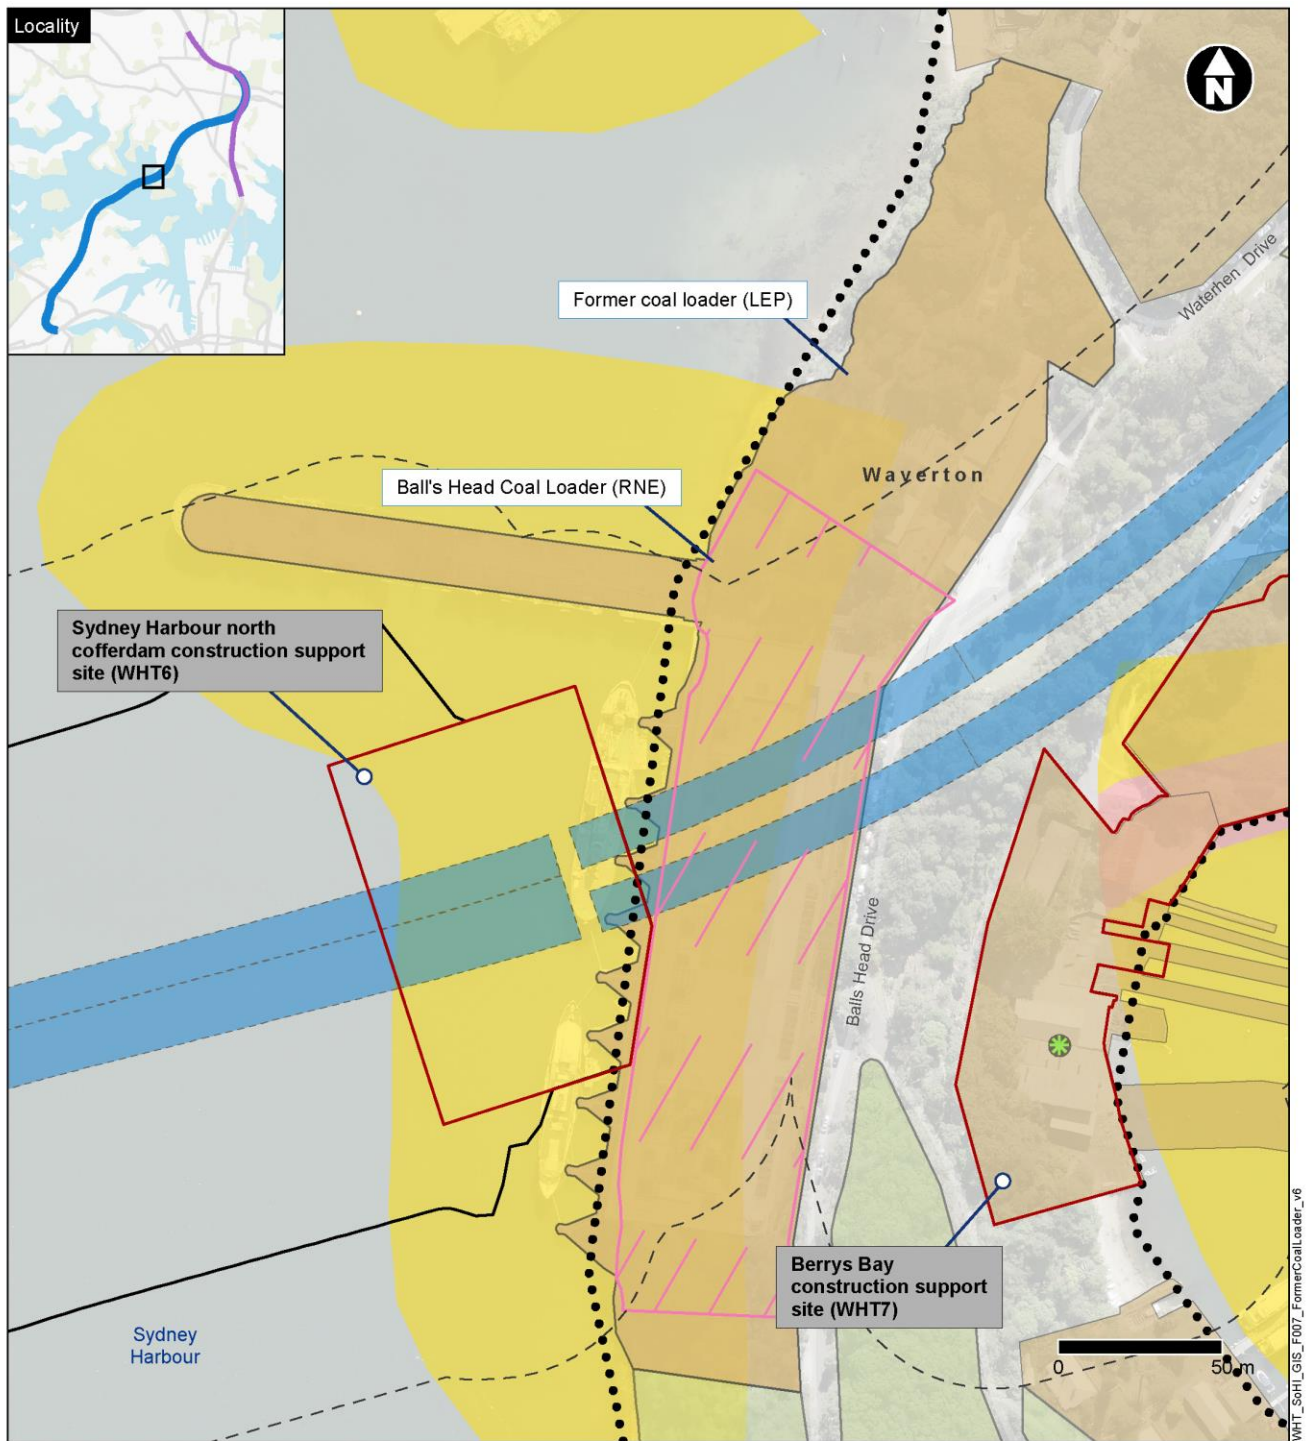 Locality
N
Waterhen Drive
Former coal loader (LEP)
Waverton
Ball's Head Coal Loader (RNE)
Sydney Harbour north
cofferdam construction support
site (WHT6)
Balls Head Drive
Berrys Bay
construction support
site (WHT7)
Sydney
Harbour
0 50 m
WHT_SoHI_GIS_F007_FormerCoalLoader_v6